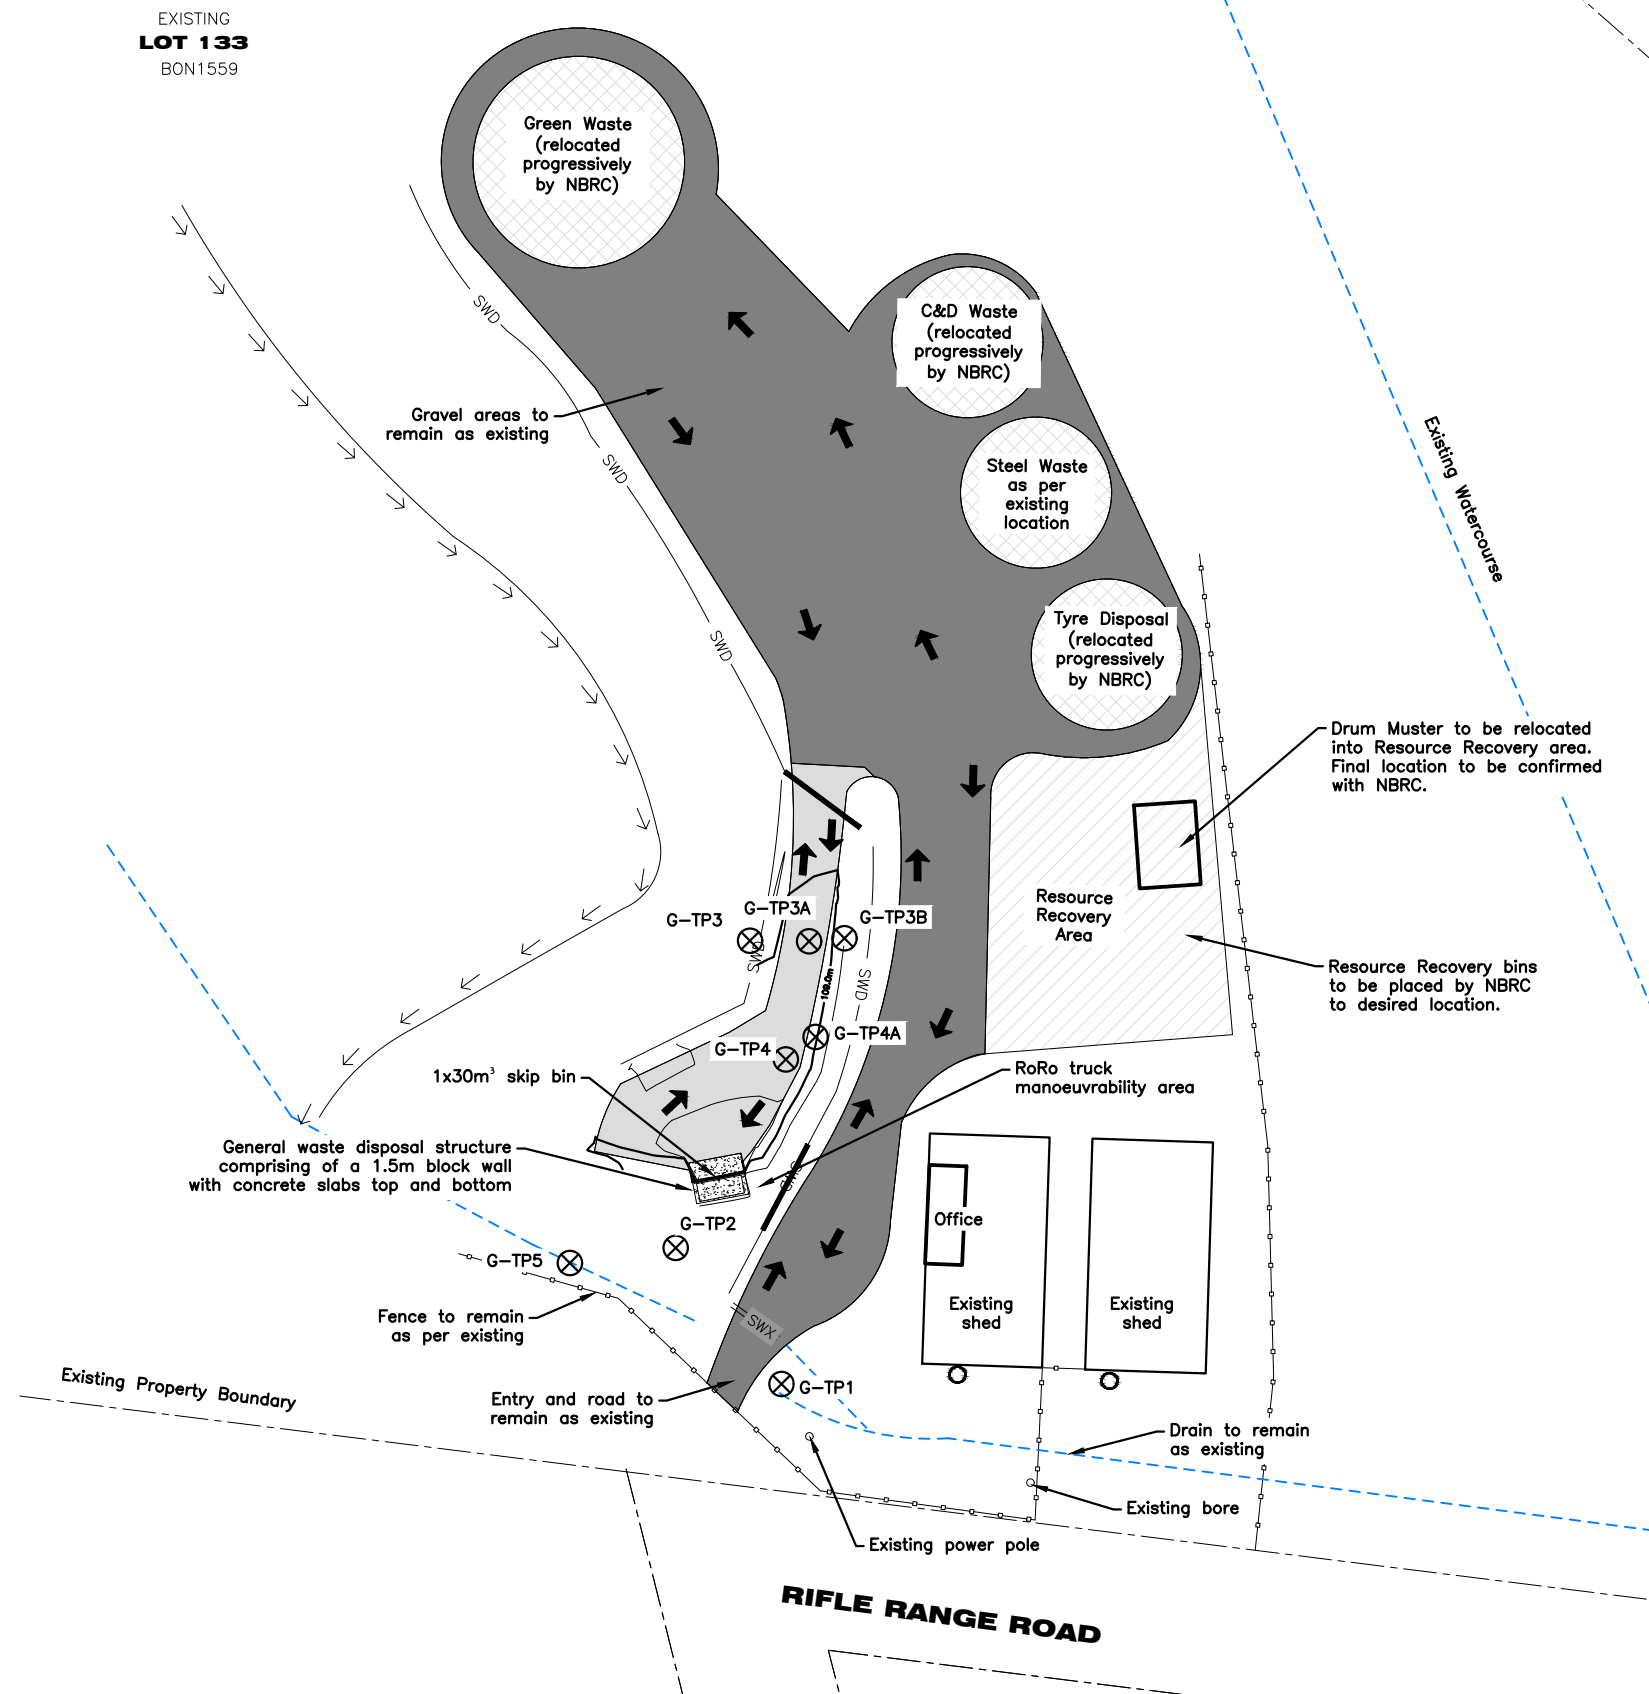 EXISTING
LOT 133
BON1559
Green Waste
(relocated
progressively
by NBRC)
SWD
C&D Waste
(relocated
progressively
by NBRC)
Gravel areas to
remain as existing
SWD
Steel Waste
as per
existing
location
Existing Watercourse
SWD
Tyre Disposal
(relocated
progressively
by NBRC)
Drum Muster to be relocated
into Resource Recovery area.
Final location to be confirmed
with NBRC.
Resource
Recovery
Area
G-TP3
G-TP3A
G-TP3B
SWD
109.0m
Resource Recovery bins
to be placed by NBRC
to desired location.
G-TP4A
G-TP4
1x30m³ skip bin
RoRo truck
manoeuvrability area
General waste disposal structure
comprising of a 1.5m block wall
with concrete slabs top and bottom
SWD
G-TP2
Office
G-TP5
Existing
shed
Existing
shed
Fence to remain
as per existing
SWX
Existing Property Boundary
Entry and road to
remain as existing
G-TP1
Drain to remain
as existing
Existing bore
Existing power pole
RIFLE RANGE ROAD